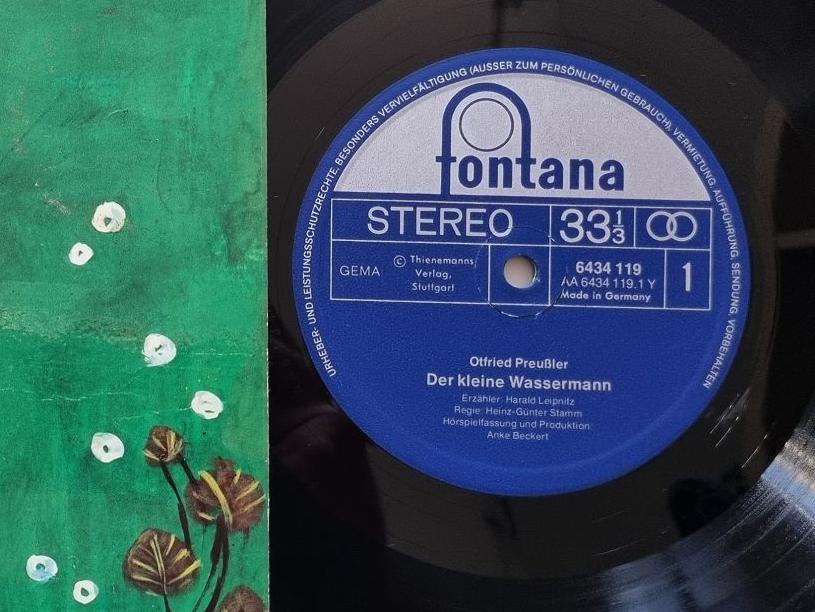 URHEBER- UND LEISTUNGSSCHUTZRECHTE, BESONDERS VERVIELFÄLTIGUNG (AUSSER ZUM PERSÖNLICHEN GEBRAUCH), VERMIETUNG, AUFFÜHRUNG, SENDUNG, VORBEHALTEN
fontana
STEREO 33⅓
GEMA
© Thienemanns
Verlag,
Stuttgart
6434 119
AA 6434 119.1 Y
Made in Germany
1
Otfried Preußler
Der kleine Wassermann
Erzähler: Harald Leipnitz
Regie: Heinz-Günter Stamm
Hörspielfassung und Produktion:
Anke Beckert